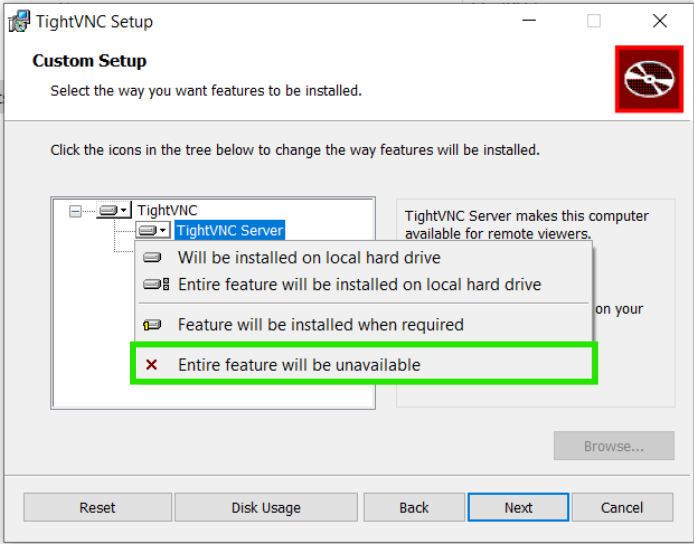 TightVNC Setup
Custom Setup
Select the way you want features to be installed.
Click the icons in the tree below to change the way features will be installed.
TightVNC
TightVNC Server
TightVNC Server makes this computer
available for remote viewers.
Will be installed on local hard drive
Entire feature will be installed on local hard drive
on your
Feature will be installed when required
Entire feature will be unavailable
Browse...
Reset
Disk Usage
Back
Next
Cancel